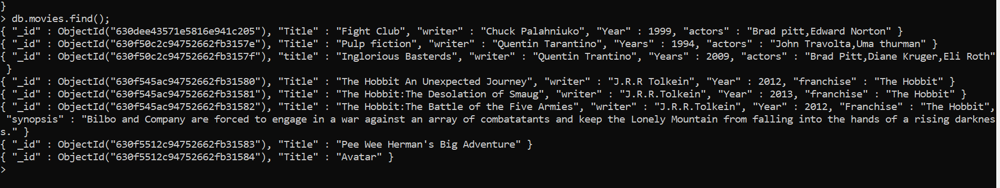 }
> db.movies.find();
{ "_id" : ObjectId("630dee43571e5816e941c205"), "Title" : "Fight Club", "writer" : "Chuck Palahniuko", "Year" : 1999, "actors" : "Brad pitt,Edward Norton" }
{ "_id" : ObjectId("630f50c2c94752662fb3157e"), "Title" : "Pulp fiction", "writer" : "Quentin Tarantino", "Years" : 1994, "actors" : "John Travolta,Uma thurman" }
{ "_id" : ObjectId("630f50c2c94752662fb3157f"), "title" : "Inglorious Basterds", "writer" : "Quentin Trantino", "Years" : 2009, "actors" : "Brad Pitt,Diane Kruger,Eli Roth"
 }
{ "_id" : ObjectId("630f545ac94752662fb31580"), "Title" : "The Hobbit An Unexpected Journey", "writer" : "J.R.R Tolkein", "Year" : 2012, "franchise" : "The Hobbit" }
{ "_id" : ObjectId("630f545ac94752662fb31581"), "Title" : "The Hobbit:The Desolation of Smaug", "writer" : "J.R.R.Tolkein", "Year" : 2013, "franchise" : "The Hobbit" }
{ "_id" : ObjectId("630f545ac94752662fb31582"), "Title" : "The Hobbit:The Battle of the Five Armies", "writer" : "J.R.R.Tolkein", "Year" : 2012, "Franchise" : "The Hobbit",
 "synopsis" : "Bilbo and Company are forced to engage in a war against an array of combatatants and keep the Lonely Mountain from falling into the hands of a rising darknes
s." }
{ "_id" : ObjectId("630f5512c94752662fb31583"), "Title" : "Pee Wee Herman's Big Adventure" }
{ "_id" : ObjectId("630f5512c94752662fb31584"), "Title" : "Avatar" }
>